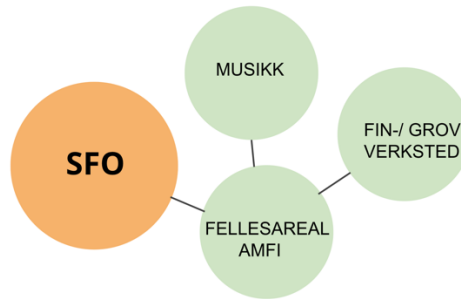 MUSIKK
FIN-/ GROV
VERKSTED
SFO
FELLESAREAL
AMFI